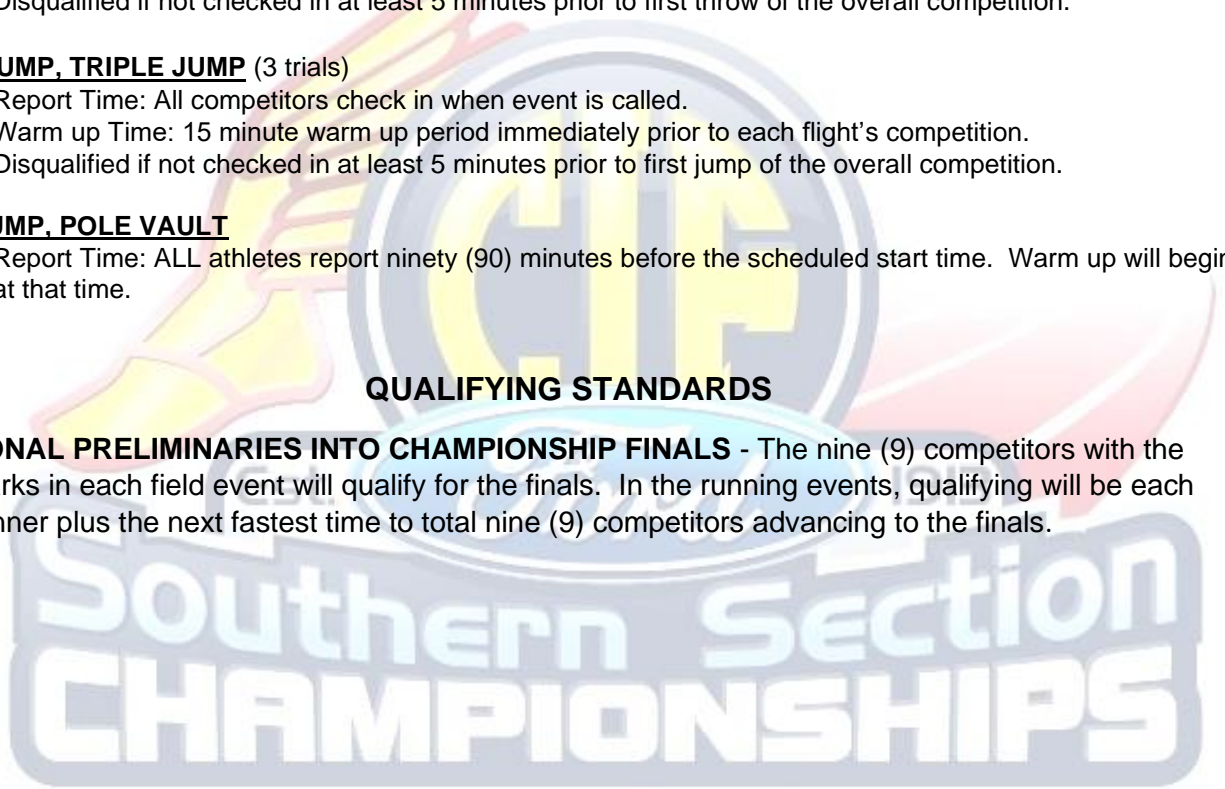 Disqualified if not checked in at least 5 minutes prior to first throw of the overall competition.
UMP, TRIPLE JUMP (3 trials)
Report Time: All competitors check in when event is called.
Warm up Time: 15 minute warm up period immediately prior to each flight's competition.
Disqualified if not checked in at least 5 minutes prior to first jump of the overall competition.
UMP, POLE VAULT
Report Time: ALL athletes report ninety (90) minutes before the scheduled start time. Warm up will begin
at that time.
CIF
QUALIFYING STANDARDS
ONAL PRELIMINARIES INTO CHAMPIONSHIP FINALS - The nine (9) competitors with the
rks in each field event will qualify for the finals. In the running events, qualifying will be each
nner plus the next fastest time to total nine (9) competitors advancing to the finals.
Est. Ford 1913
Southern Section
CHAMPIONSHIPS